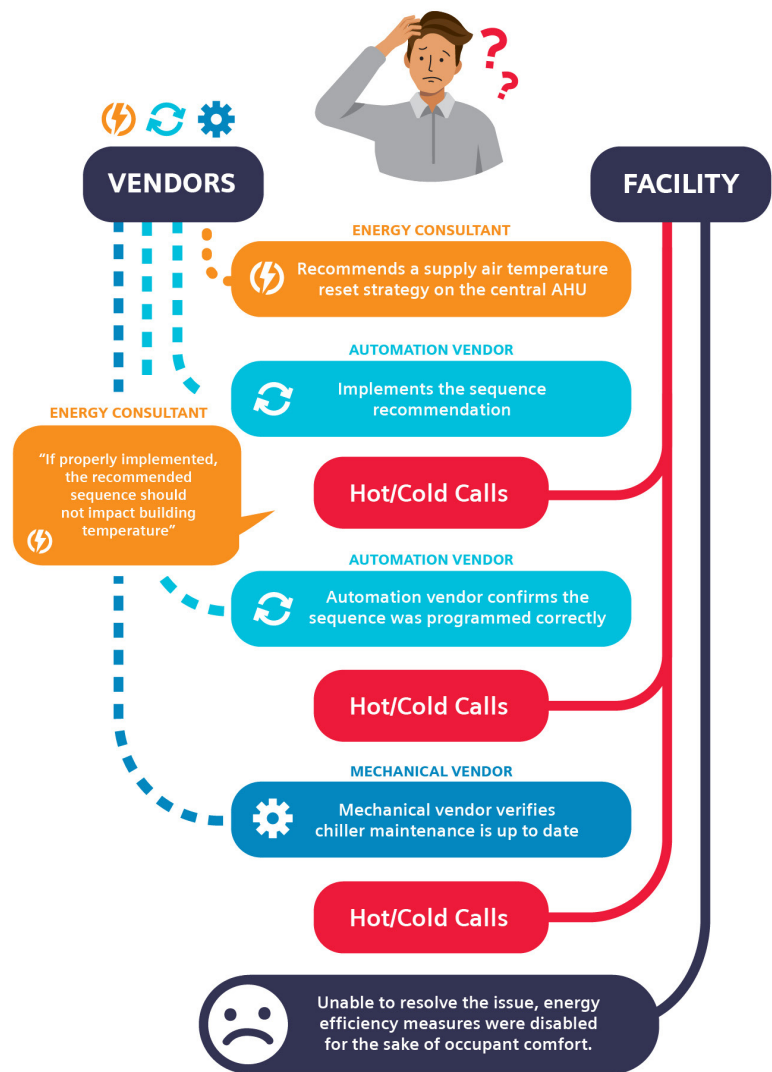 ?
?
VENDORS
FACILITY
ENERGY CONSULTANT
Recommends a supply air temperature
reset strategy on the central AHU
AUTOMATION VENDOR
Implements the sequence
recommendation
ENERGY CONSULTANT
"If properly implemented,
the recommended
sequence should
not impact building
temperature"
Hot/Cold Calls
AUTOMATION VENDOR
Automation vendor confirms the
sequence was programmed correctly
Hot/Cold Calls
MECHANICAL VENDOR
Mechanical vendor verifies
chiller maintenance is up to date
Hot/Cold Calls
Unable to resolve the issue, energy
efficiency measures were disabled
for the sake of occupant comfort.